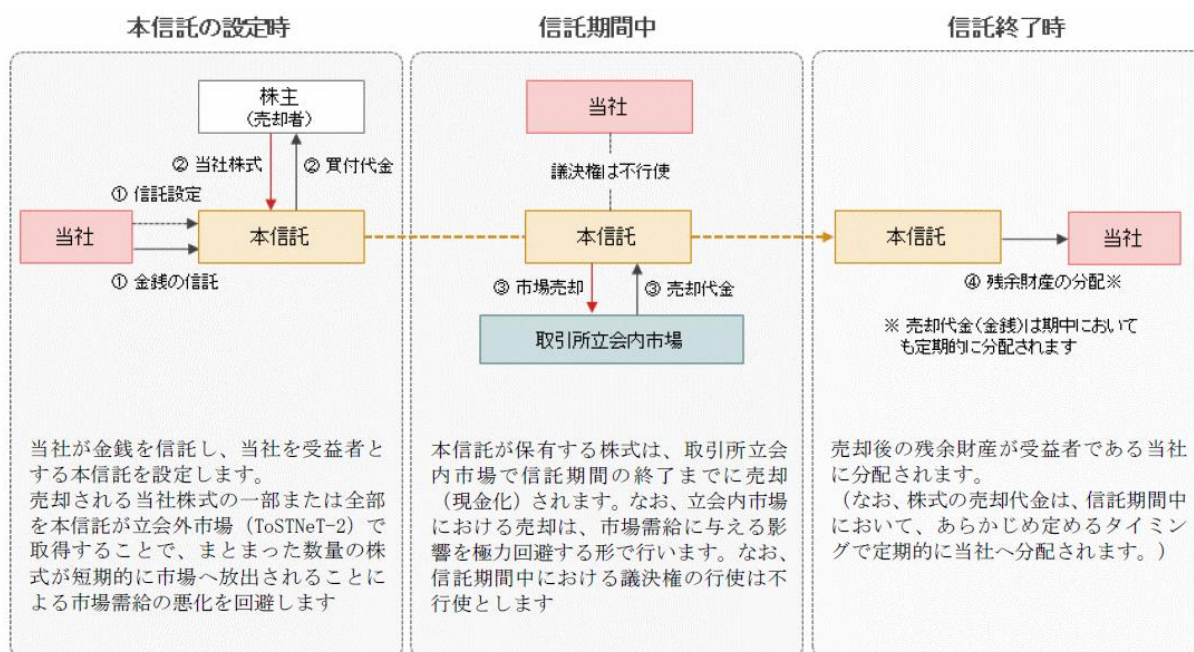 本信託の設定時
株主
(売却者)
② 当社株式
② 買付代金
① 信託設定
当社
本信託
① 金銭の信託
当社が金銭を信託し、当社を受益者と
する本信託を設定します。
売却される当社株式の一部または全部
を本信託が立会外市場（ToSTNeT-2）で
取得することで、まとまった数量の株
式が短期的に市場へ放出されることに
よる市場需給の悪化を回避します
信託期間中
当社
議決権は不行使
本信託
③ 市場売却
③ 売却代金
取引所立会内市場
本信託が保有する株式は、取引所立会
内市場で信託期間の終了までに売却
（現金化）されます。なお、立会内市場
における売却は、市場需給に与える影
響を極力回避する形で行います。なお、
信託期間中における議決権の行使は不
行使とします
信託終了時
本信託
当社
④ 残余財産の分配※
※ 売却代金(金銭)は期中において
も定期的に分配されます
売却後の残余財産が受益者である当社
に分配されます。
（なお、株式の売却代金は、信託期間中
において、あらかじめ定めるタイミン
グで定期的に当社へ分配されます。）